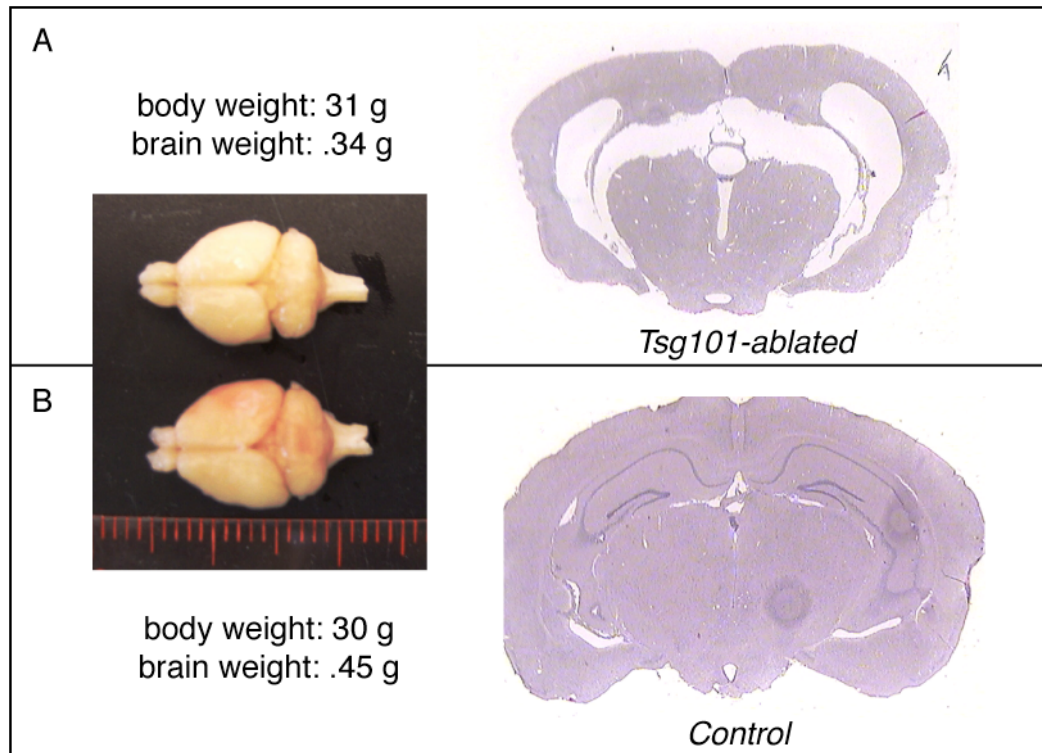 A
body weight: 31 g
brain weight: .34 g
Tsg101-ablated
B
body weight: 30 g
brain weight: .45 g
Control